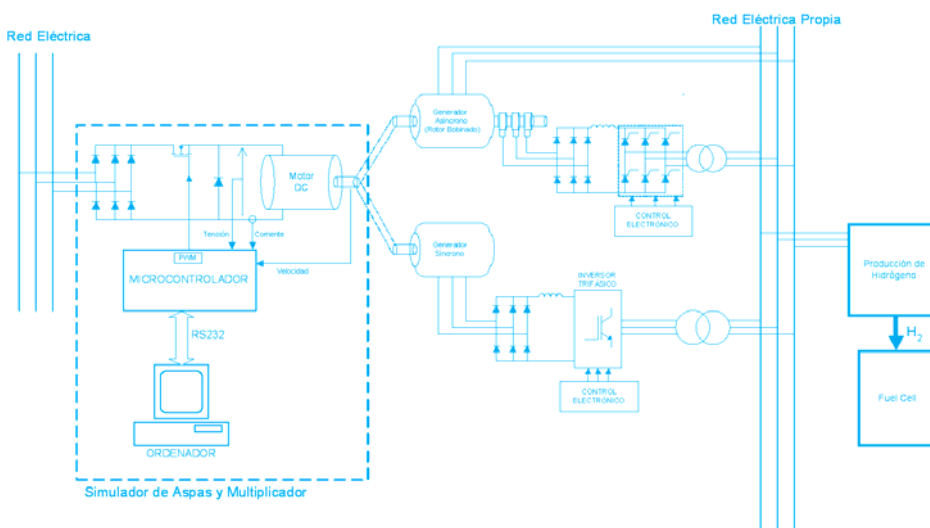 Red Eléctrica
Red Eléctrica Propia
Generador
Asíncrono
(Rotor Bobinado)
Motor
DC
CONTROL
ELECTRÓNICO
Tensión
Corriente
PWM
MICROCONTROLADOR
Velocidad
Generador
Síncrono
INVERSOR
TRIFÁSICO
Producción de
Hidrógeno
RS232
H2
CONTROL
ELECTRÓNICO
Fuel Cell
ORDENADOR
Simulador de Aspas y Multiplicador